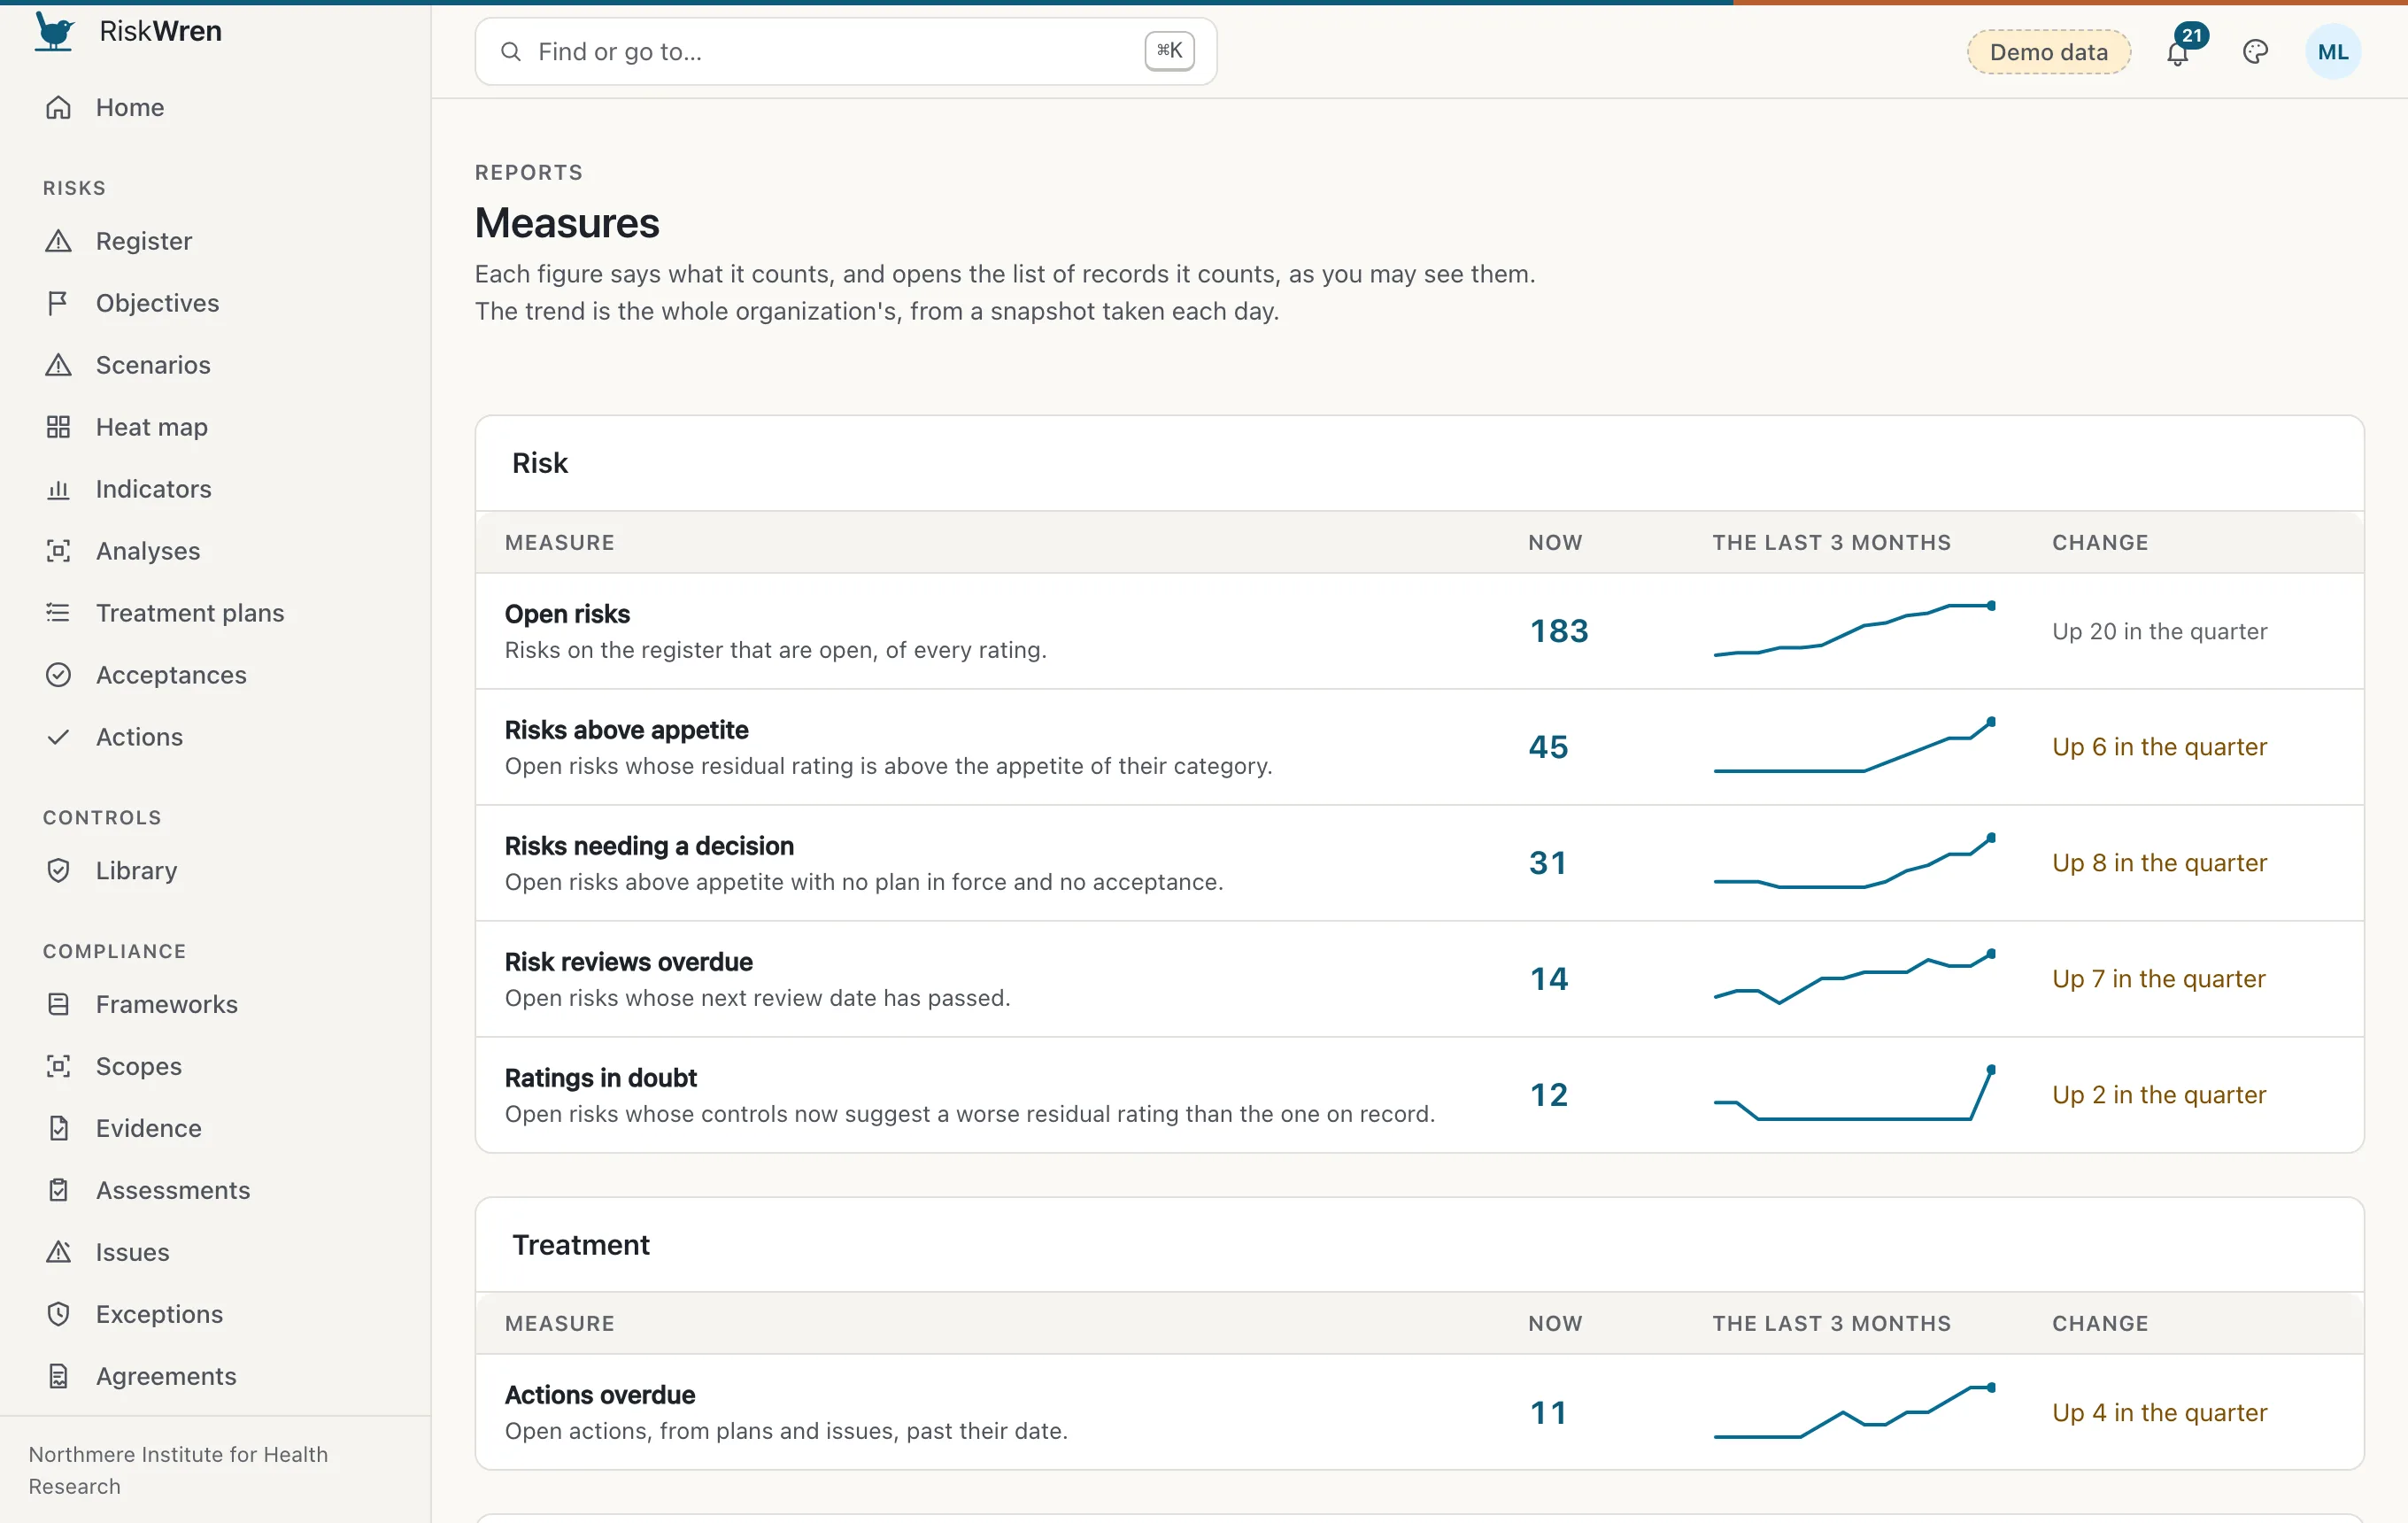 RiskWren
Find or go to...
⌘K
Demo data
21
ML
Home
RISKS
Register
Objectives
Scenarios
Heat map
Indicators
Analyses
Treatment plans
Acceptances
Actions
CONTROLS
Library
COMPLIANCE
Frameworks
Scopes
Evidence
Assessments
Issues
Exceptions
Agreements
Northmere Institute for Health
Research
REPORTS
Measures
Each figure says what it counts, and opens the list of records it counts, as you may see them.
The trend is the whole organization's, from a snapshot taken each day.
Risk
MEASURE NOW THE LAST 3 MONTHS CHANGE
Open risks
Risks on the register that are open, of every rating.
183
Up 20 in the quarter
Risks above appetite
Open risks whose residual rating is above the appetite of their category.
45
Up 6 in the quarter
Risks needing a decision
Open risks above appetite with no plan in force and no acceptance.
31
Up 8 in the quarter
Risk reviews overdue
Open risks whose next review date has passed.
14
Up 7 in the quarter
Ratings in doubt
Open risks whose controls now suggest a worse residual rating than the one on record.
12
Up 2 in the quarter
Treatment
MEASURE NOW THE LAST 3 MONTHS CHANGE
Actions overdue
Open actions, from plans and issues, past their date.
11
Up 4 in the quarter